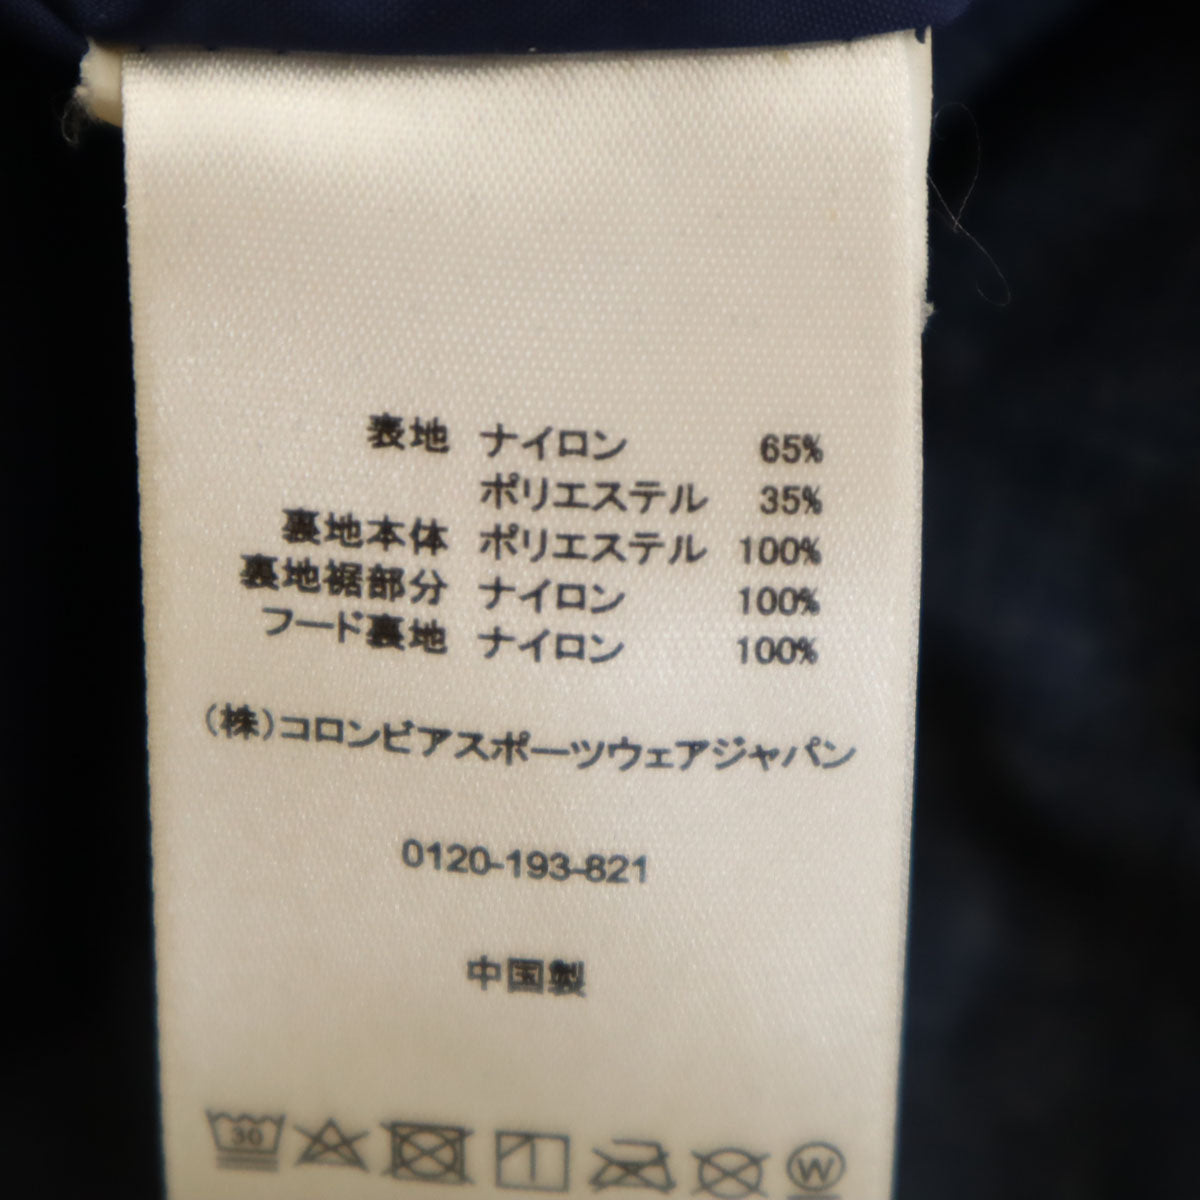 表地 ナイロン 65%
ポリエステル 35%
裏地本体 ポリエステル 100%
裏地裾部分 ナイロン 100%
フード裏地 ナイロン 100%
(株)コロンビアスポーツウェアジャパン
0120-193-821
中国製
30 W